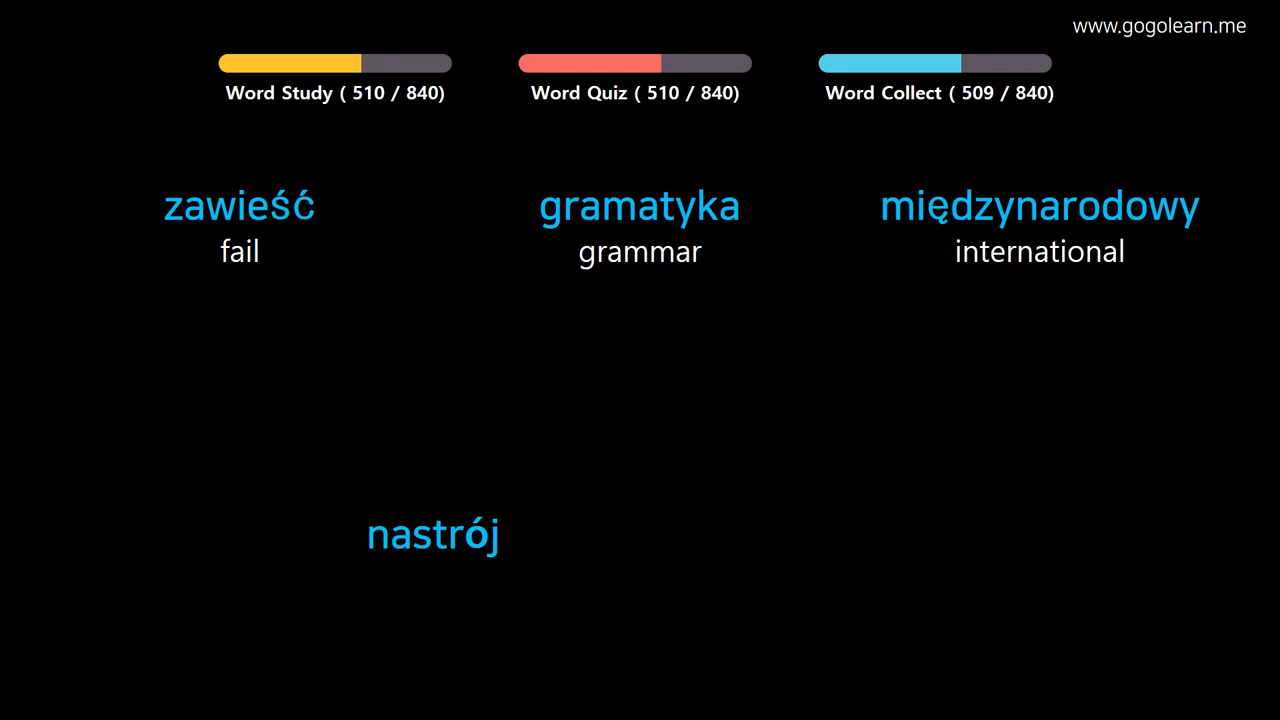 www.gogolearn.me
Word Study ( 510 / 840)
Word Quiz ( 510 / 840)
Word Collect ( 509 / 840)
zawieść
fail
gramatyka
grammar
międzynarodowy
international
nastrój